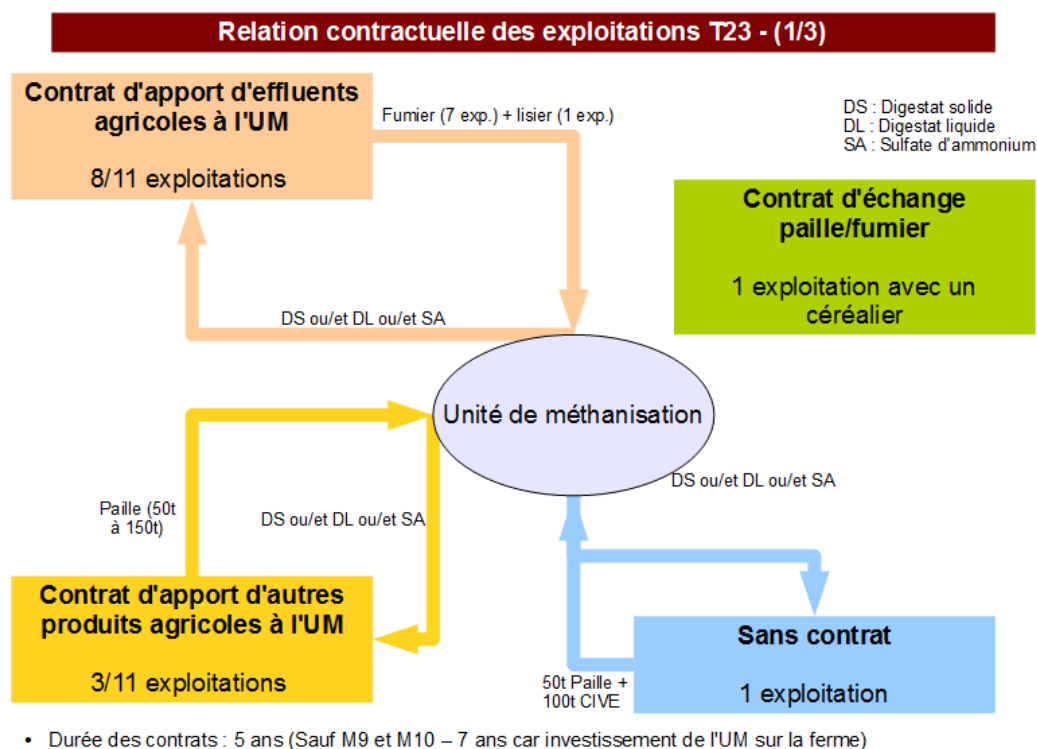 Relation contractuelle des exploitations T23 - (1/3)
Contrat d'apport d'effluents
agricoles à l'UM
8/11 exploitations
Fumier (7 exp.) + lisier (1 exp.)
DS : Digestat solide
DL : Digestat liquide
SA : Sulfate d'ammonium
Contrat d'échange
paille/fumier
1 exploitation avec un
céréalier
DS ou/et DL ou/et SA
Unité de méthanisation
DS ou/et DL ou/et SA
Paille (50t
à 150t)
DS ou/et DL ou/et SA
Contrat d'apport d'autres
produits agricoles à l'UM
3/11 exploitations
Sans contrat
1 exploitation
50t Paille +
100t CIVE
• Durée des contrats : 5 ans (Sauf M9 et M10 – 7 ans car investissement de l'UM sur la ferme)